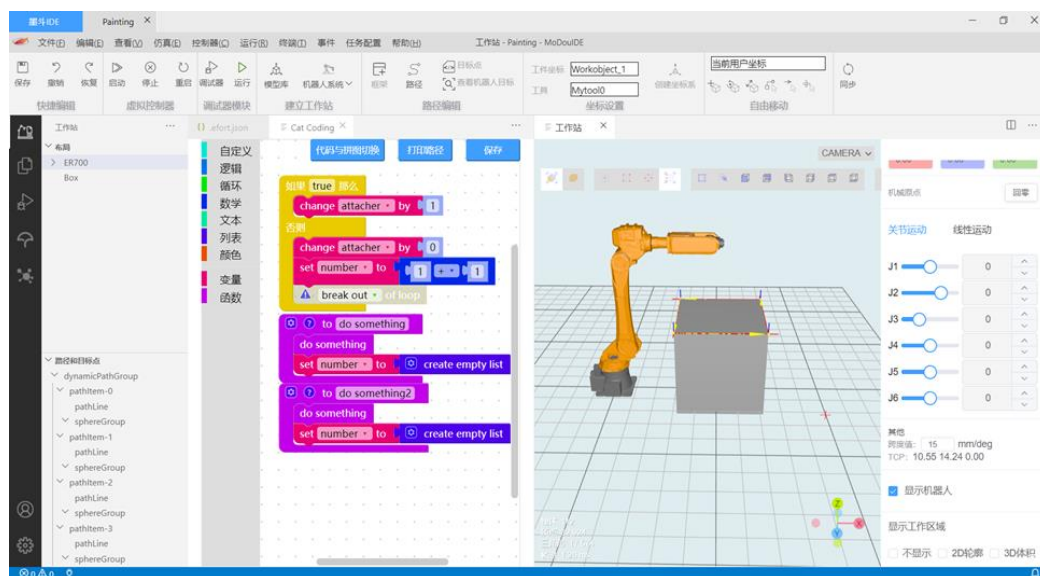 墨斗IDE Painting ×
文件(F) 编辑(E) 查看(V) 仿真(E) 控制器(C) 运行(R) 终端(T) 事件 任务配置 帮助(H) 工作站 - Painting - MoDouIDE
保存 撤销 恢复 启动 停止 重启 调试器 运行 模型库 机器人系统 框架 路径 目标点 查看机器人目标
工件坐标 Workobject_1
工具 Mytool0
创建坐标系
当前用户坐标
同步
快捷编辑 虚拟控制器 调试器模块 建立工作站 路径编辑 坐标设置 自由移动
工作站 ···
布局
ER700
Box
路径和目标点
dynamicPathGroup
pathItem-0
pathLine
sphereGroup
pathItem-1
pathLine
sphereGroup
pathItem-2
pathLine
sphereGroup
pathItem-3
pathLine
sphereGroup
{} afort.json Cat Coding × ···
自定义
逻辑
循环
数学
文本
列表
颜色
变量
函数
代码与拼图切换 打印路径 保存
如果 true 那么
change attacher by 1
否则
change attacher by 0
set number to 1 + 1
break out of loop
to do something
do something
set number to create empty list
to do something2
do something
set number to create empty list
工作站 × ···
CAMERA
Z
X
Y
0.00 0.00 0.00
机械原点 回零
关节运动 线性运动
J1 0
J2 0
J3 0
J4 0
J5 0
J6 0
其他
跨度值: 15 mm/deg
TCP: 10.55 14.24 0.00
显示机器人
显示工作区域
不显示 2D轮廓 3D体积
0 0